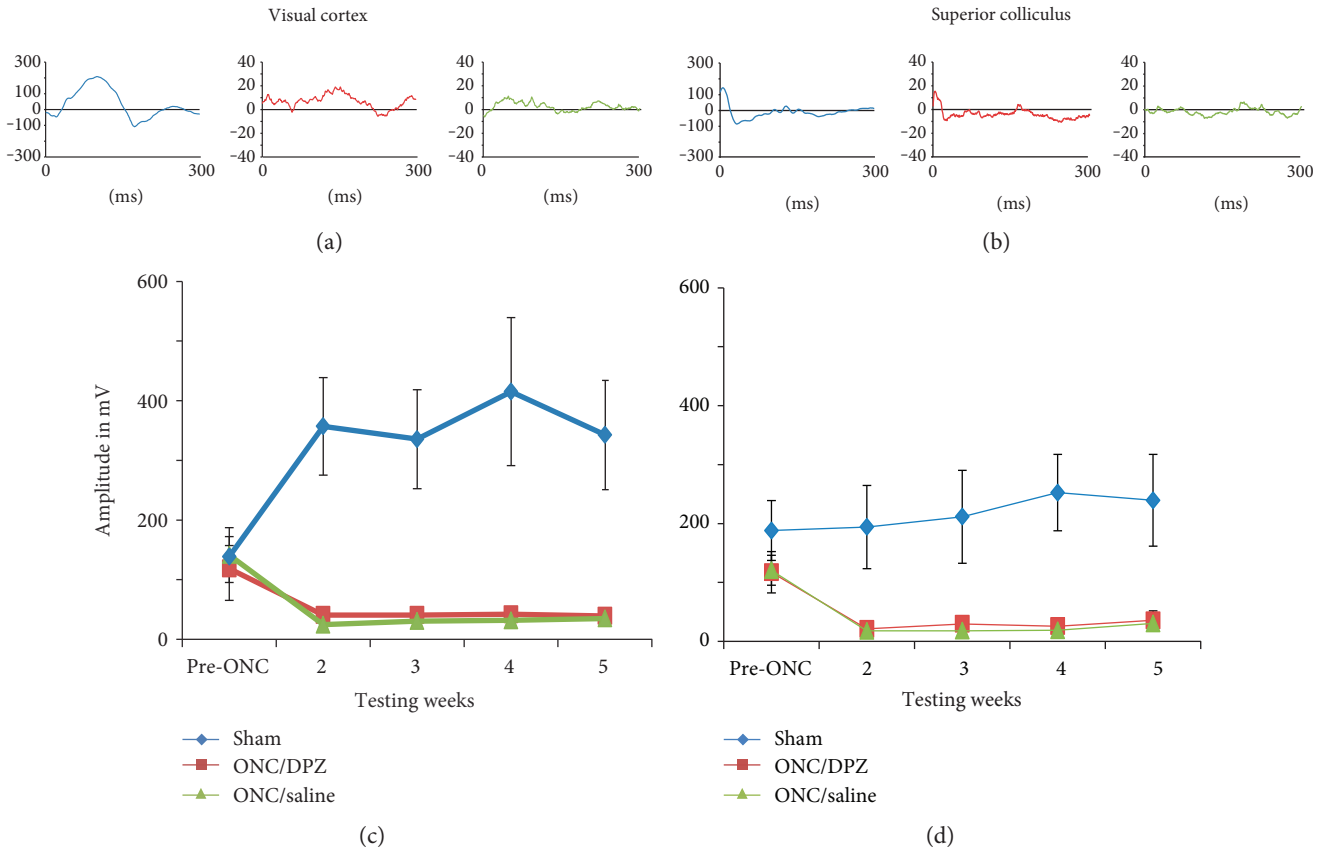 Visual cortex
300
200
100
0
−100
−300
0
300
(ms)
40
20
0
−20
−40
0
300
(ms)
40
20
0
−20
−40
0
300
(ms)
(a)
Superior colliculus
300
200
100
0
−100
−300
0
300
(ms)
40
20
0
−20
−40
0
300
(ms)
40
20
0
−20
−40
0
300
(ms)
(b)
Amplitude in mV
600
400
200
0
Pre-ONC 2 3 4 5
Testing weeks
Sham
ONC/DPZ
ONC/saline
(c)
600
400
200
0
Pre-ONC 2 3 4 5
Testing weeks
Sham
ONC/DPZ
ONC/saline
(d)